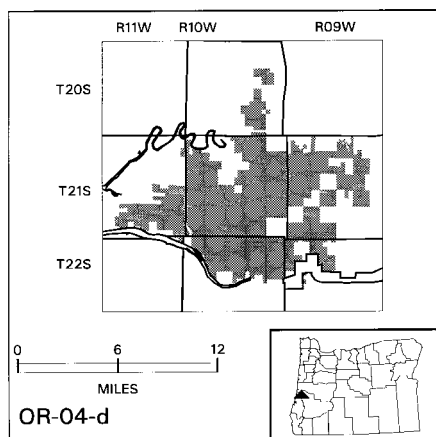 R11W R10W R09W
T20S
T21S
T22S
0 6 12
MILES
OR-04-d